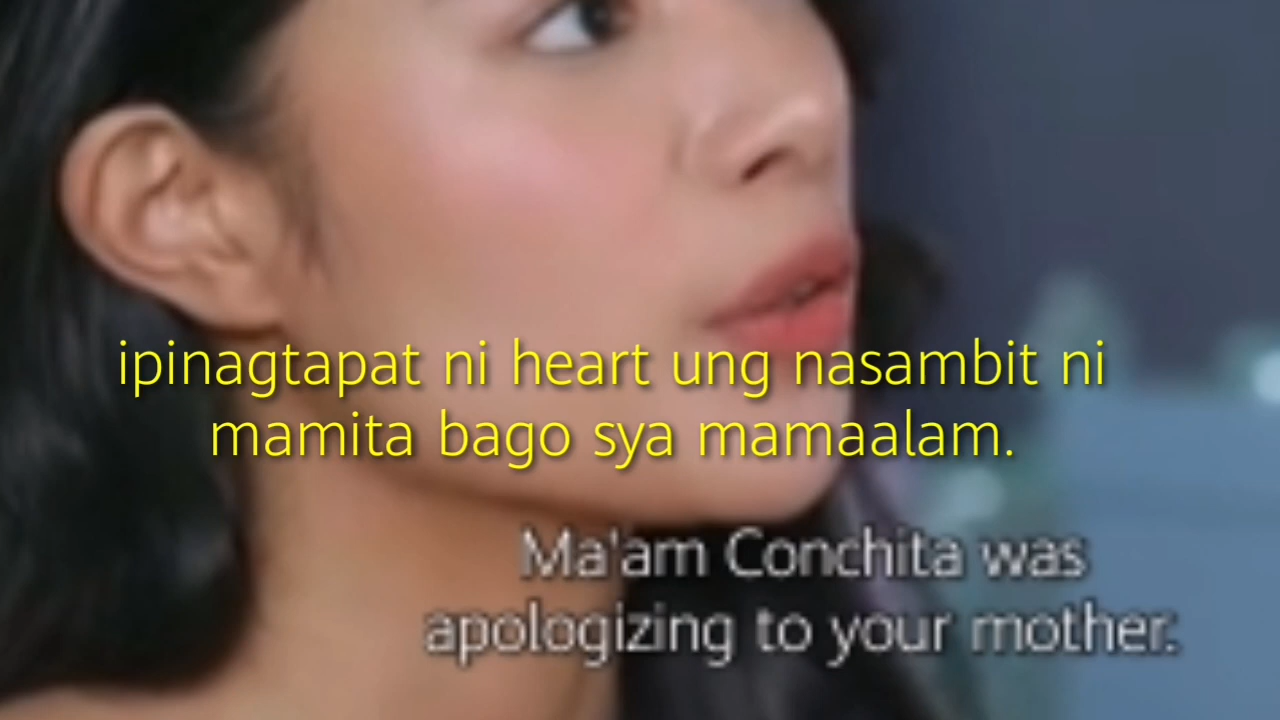 ipinagtapat ni heart ung nasambit ni
mamita bago sya mamaalam.
Ma'am Conchita was
apologizing to your mother.